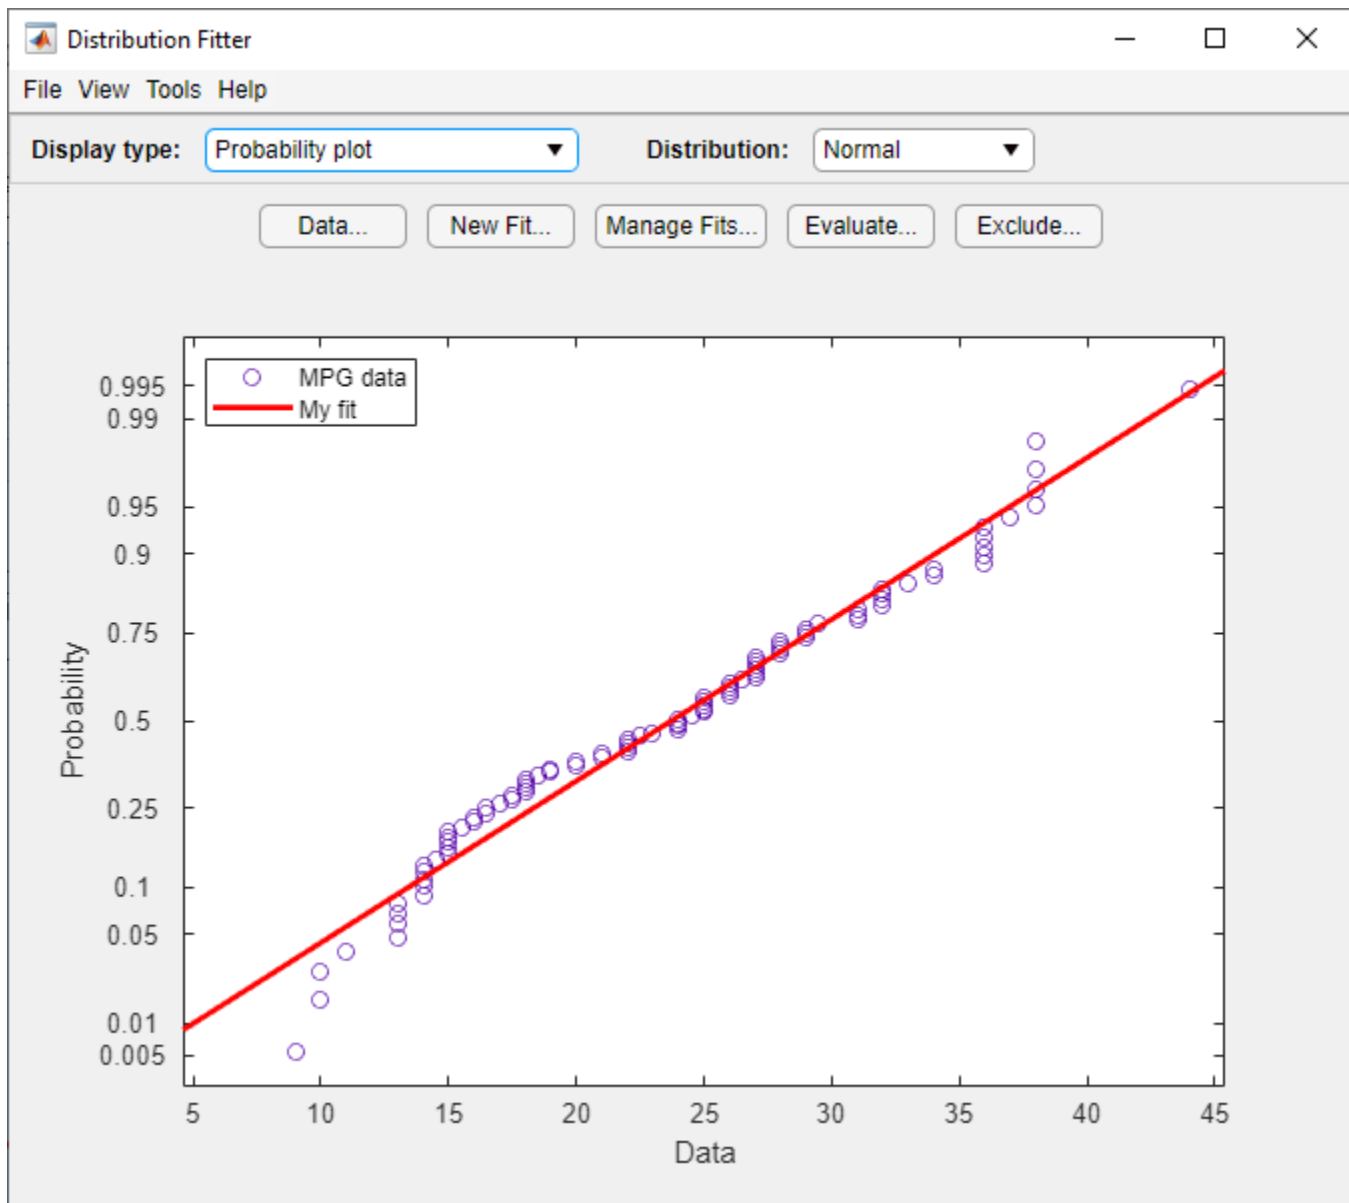 Distribution Fitter
File View Tools Help
Display type: Probability plot Distribution: Normal
Data... New Fit... Manage Fits... Evaluate... Exclude...
MPG data
My fit
0.995
0.99
0.95
0.9
0.75
0.5
0.25
0.1
0.05
0.01
0.005
Probability
5 10 15 20 25 30 35 40 45
Data